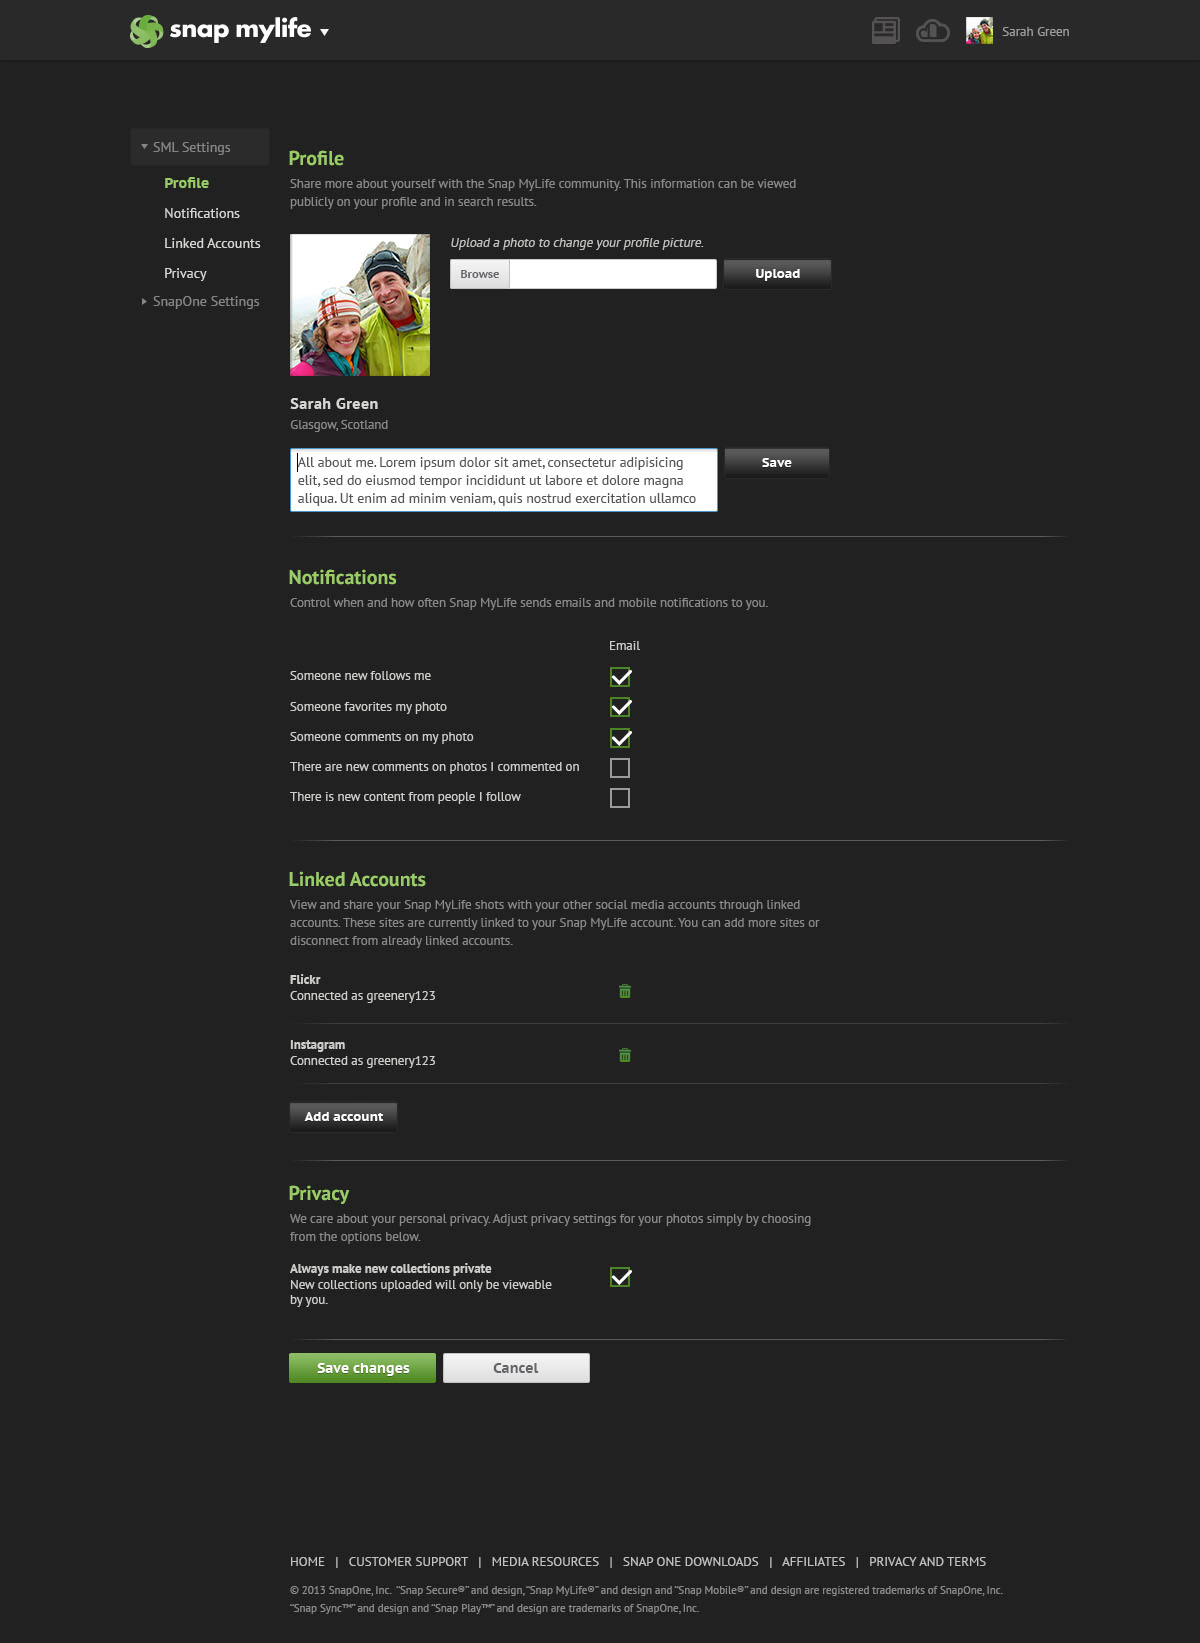 snap mylife
Sarah Green
SML Settings
Profile
Notifications
Linked Accounts
Privacy
SnapOne Settings
Profile
Share more about yourself with the Snap MyLife community. This information can be viewed
publicly on your profile and in search results.
Upload a photo to change your profile picture.
Browse
Upload
Sarah Green
Glasgow, Scotland
All about me. Lorem ipsum dolor sit amet, consectetur adipisicing
elit, sed do eiusmod tempor incididunt ut labore et dolore magna
aliqua. Ut enim ad minim veniam, quis nostrud exercitation ullamco
Save
Notifications
Control when and how often Snap MyLife sends emails and mobile notifications to you.
Email
Someone new follows me
Someone favorites my photo
Someone comments on my photo
There are new comments on photos I commented on
There is new content from people I follow
Linked Accounts
View and share your Snap MyLife shots with your other social media accounts through linked
accounts. These sites are currently linked to your Snap MyLife account. You can add more sites or
disconnect from already linked accounts.
Flickr
Connected as greenery123
Instagram
Connected as greenery123
Add account
Privacy
We care about your personal privacy. Adjust privacy settings for your photos simply by choosing
from the options below.
Always make new collections private
New collections uploaded will only be viewable
by you.
Save changes
Cancel
HOME | CUSTOMER SUPPORT | MEDIA RESOURCES | SNAP ONE DOWNLOADS | AFFILIATES | PRIVACY AND TERMS
© 2013 SnapOne, Inc. “Snap Secure®” and design, “Snap MyLife®” and design and “Snap Mobile®” and design are registered trademarks of SnapOne, Inc.
“Snap Sync™” and design and “Snap Play™” and design are trademarks of SnapOne, Inc.